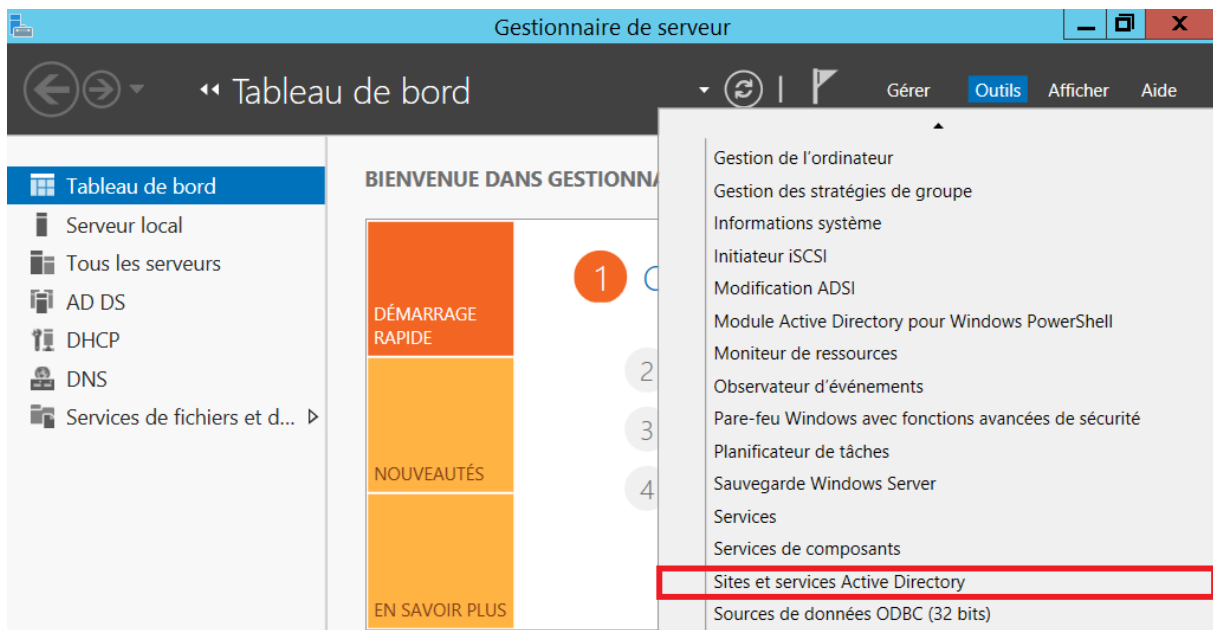 Gestionnaire de serveur
Tableau de bord
Gérer Outils Afficher Aide
Tableau de bord
Serveur local
Tous les serveurs
AD DS
DHCP
DNS
Services de fichiers et d...
BIENVENUE DANS GESTIONNA
DÉMARRAGE
RAPIDE
NOUVEAUTÉS
EN SAVOIR PLUS
1
2
3
4
Gestion de l'ordinateur
Gestion des stratégies de groupe
Informations système
Initiateur iSCSI
Modification ADSI
Module Active Directory pour Windows PowerShell
Moniteur de ressources
Observateur d'événements
Pare-feu Windows avec fonctions avancées de sécurité
Planificateur de tâches
Sauvegarde Windows Server
Services
Services de composants
Sites et services Active Directory
Sources de données ODBC (32 bits)